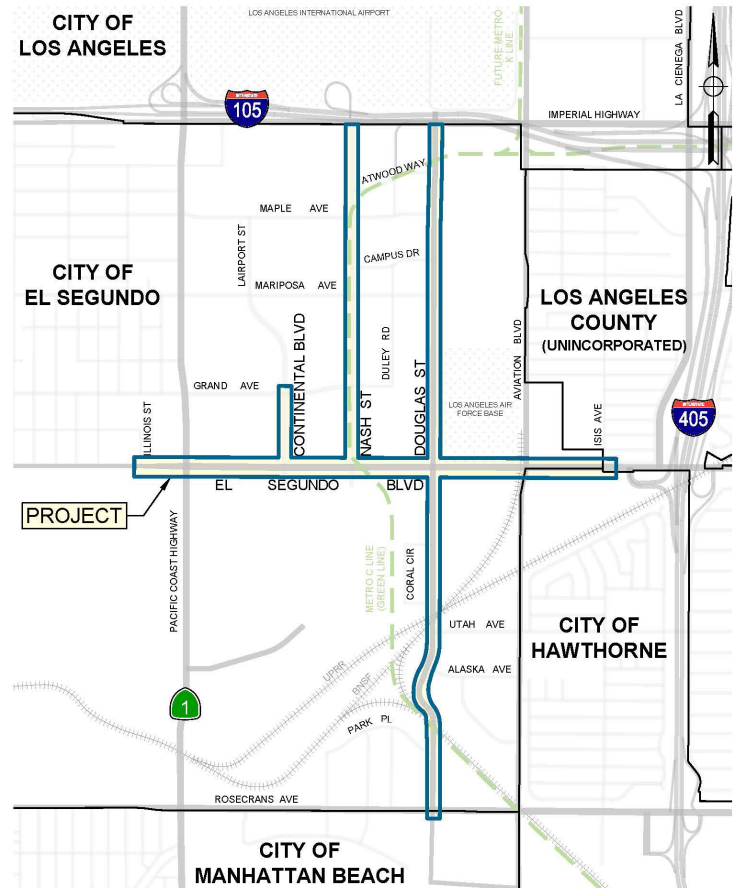 CITY OF
LOS ANGELES
LOS ANGELES INTERNATIONAL AIRPORT
FUTURE METRO
K LINE
LA CIENEGA BLVD
INTERSTATE
105
IMPERIAL HIGHWAY
ATWOOD WAY
MAPLE AVE
LAIRPORT ST
CAMPUS DR
CITY OF
EL SEGUNDO
MARIPOSA AVE
LOS ANGELES
COUNTY
(UNINCORPORATED)
CONTINENTAL BLVD
DULEY RD
AVIATION BLVD
GRAND AVE
NASH ST
DOUGLAS ST
LOS ANGELES AIR
FORCE BASE
INTERSTATE
405
ILLINOIS ST
ISIS AVE
EL SEGUNDO BLVD
PROJECT
PACIFIC COAST HIGHWAY
METRO C LINE
(GREEN LINE)
CORAL CIR
UTAH AVE
CITY OF
HAWTHORNE
ALASKA AVE
UPRR
BNSF
1
PARK PL
ROSECRANS AVE
CITY OF
MANHATTAN BEACH